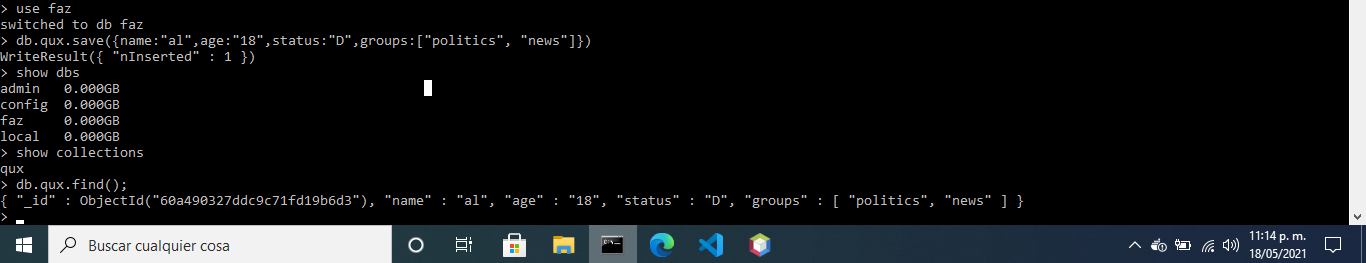 > use faz
switched to db faz
> db.qux.save({name:"al",age:"18",status:"D",groups:["politics", "news"]})
WriteResult({ "nInserted" : 1 })
> show dbs
admin   0.000GB
config  0.000GB
faz     0.000GB
local   0.000GB
> show collections
qux
> db.qux.find();
{ "_id" : ObjectId("60a490327ddc9c71fd19b6d3"), "name" : "al", "age" : "18", "status" : "D", "groups" : [ "politics", "news" ] }
>
Buscar cualquier cosa
11:14 p. m.
18/05/2021